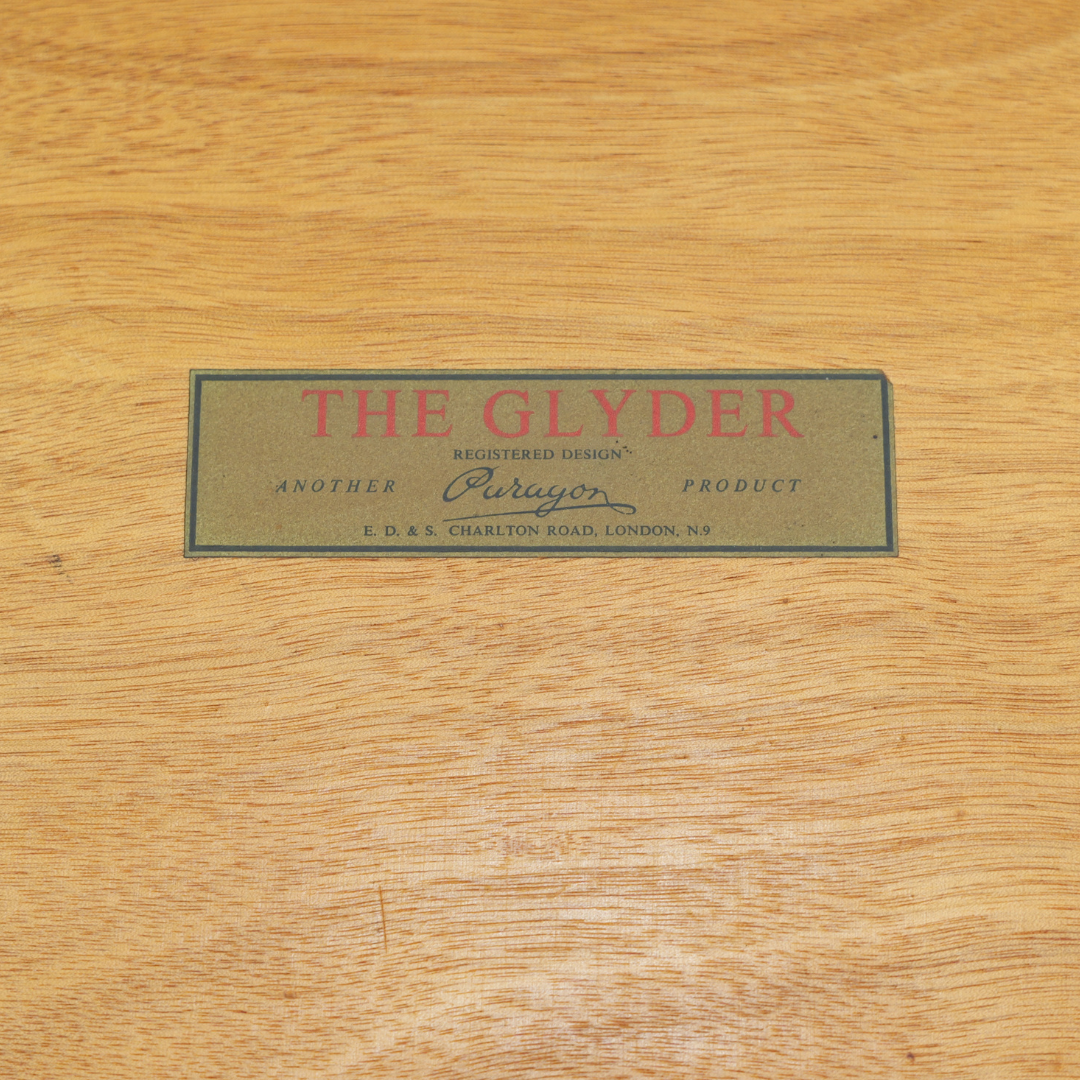 THE GLYDER
REGISTERED DESIGN
ANOTHER Paragon PRODUCT
E. D. & S. CHARLTON ROAD, LONDON, N.9